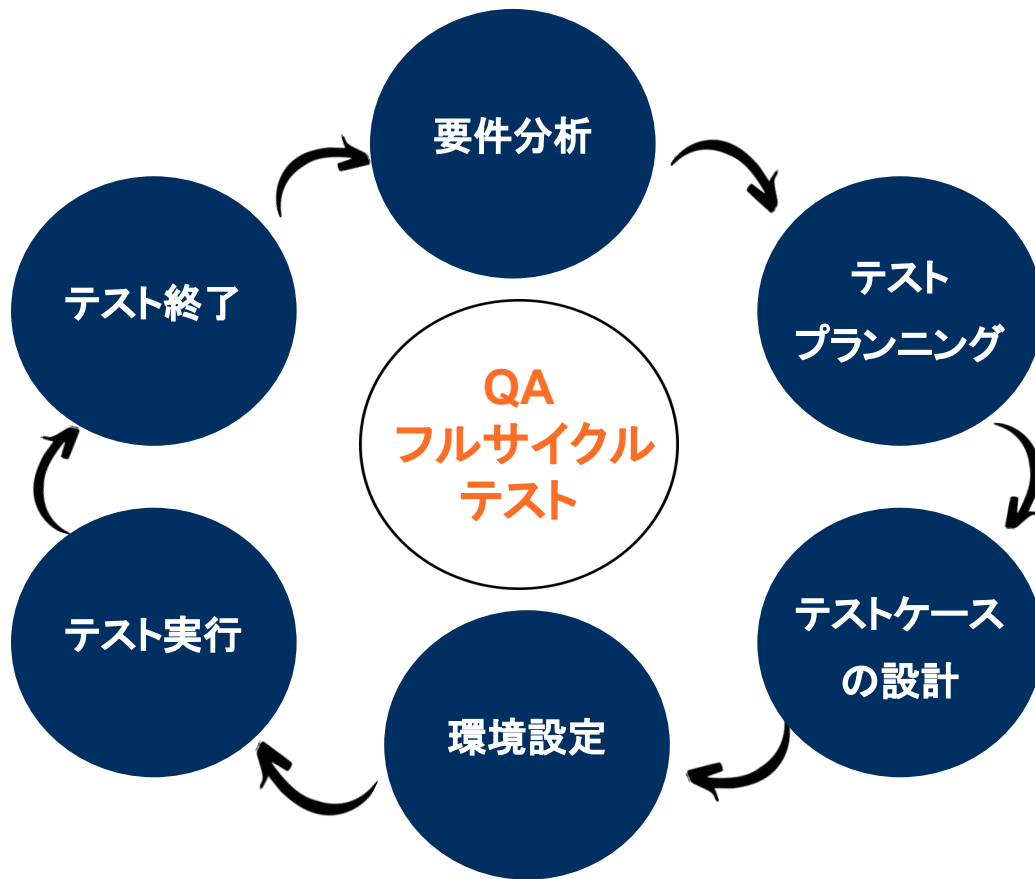 要件分析
テスト
プランニング
テストケース
の設計
環境設定
テスト実行
テスト終了
QA
フルサイクル
テスト